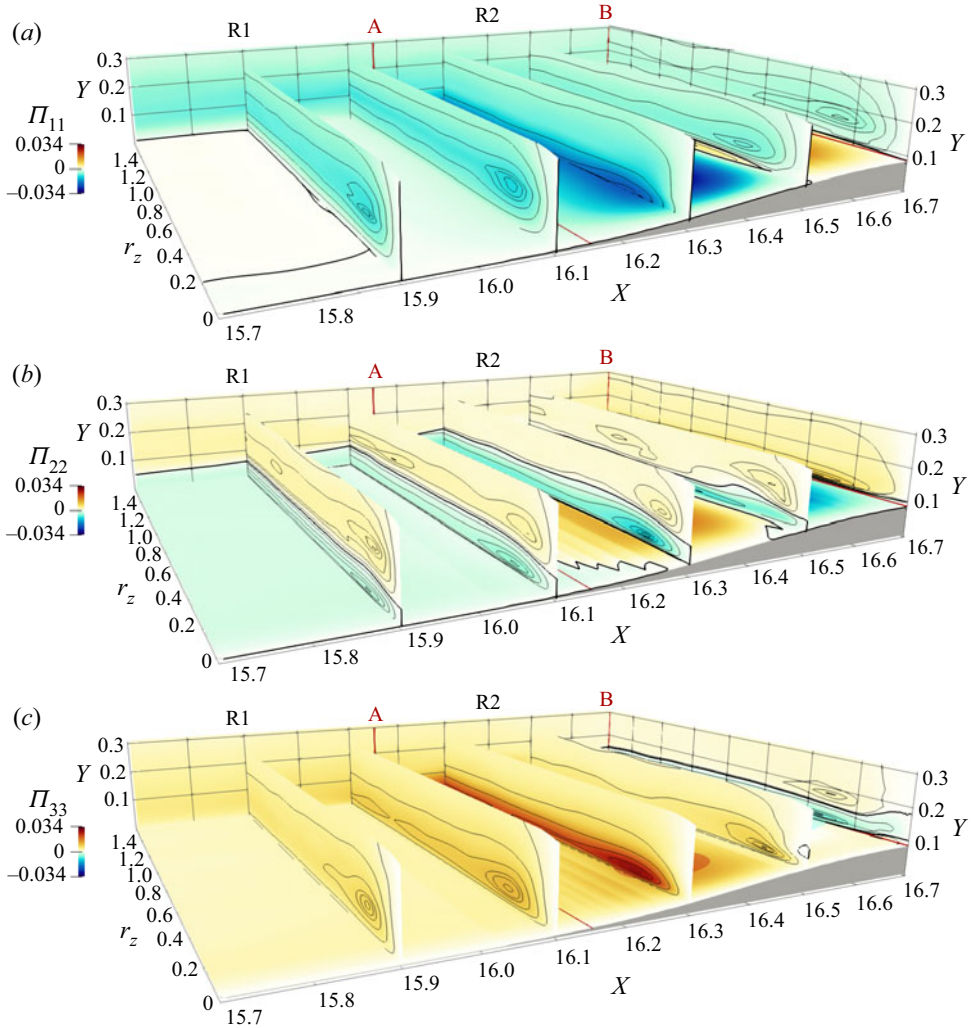 (a)
R1
A
R2
B
0.3
0.2
0.1
Y
Π11
0.034
0
–0.034
1.4
1.2
1.0
0.8
0.6
0.4
0.2
0
rz
15.7
15.8
15.9
16.0
16.1
16.2
16.3
16.4
16.5
16.6
16.7
X
0.3
0.2
0.1
Y
(b)
R1
A
R2
B
0.3
0.2
0.1
Y
Π22
0.034
0
–0.034
1.4
1.2
1.0
0.8
0.6
0.4
0.2
0
rz
15.7
15.8
15.9
16.0
16.1
16.2
16.3
16.4
16.5
16.6
16.7
X
0.3
0.2
0.1
Y
(c)
R1
A
R2
B
0.3
0.2
0.1
Y
Π33
0.034
0
–0.034
1.4
1.2
1.0
0.8
0.6
0.4
0.2
0
rz
15.7
15.8
15.9
16.0
16.1
16.2
16.3
16.4
16.5
16.6
16.7
X
0.3
0.2
0.1
Y